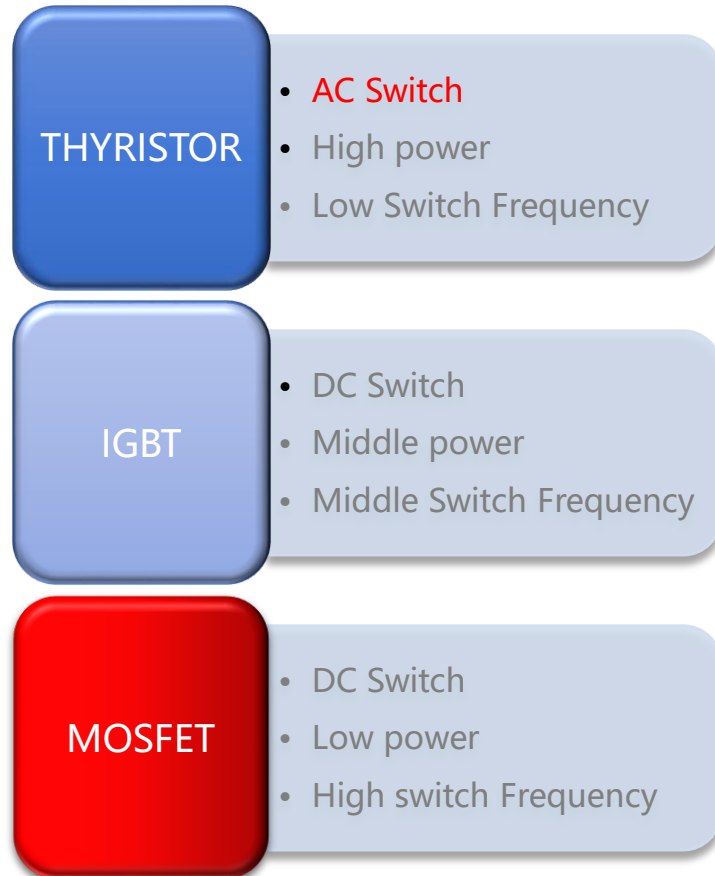 THYRISTOR
• AC Switch
• High power
• Low Switch Frequency
IGBT
• DC Switch
• Middle power
• Middle Switch Frequency
MOSFET
• DC Switch
• Low power
• High switch Frequency